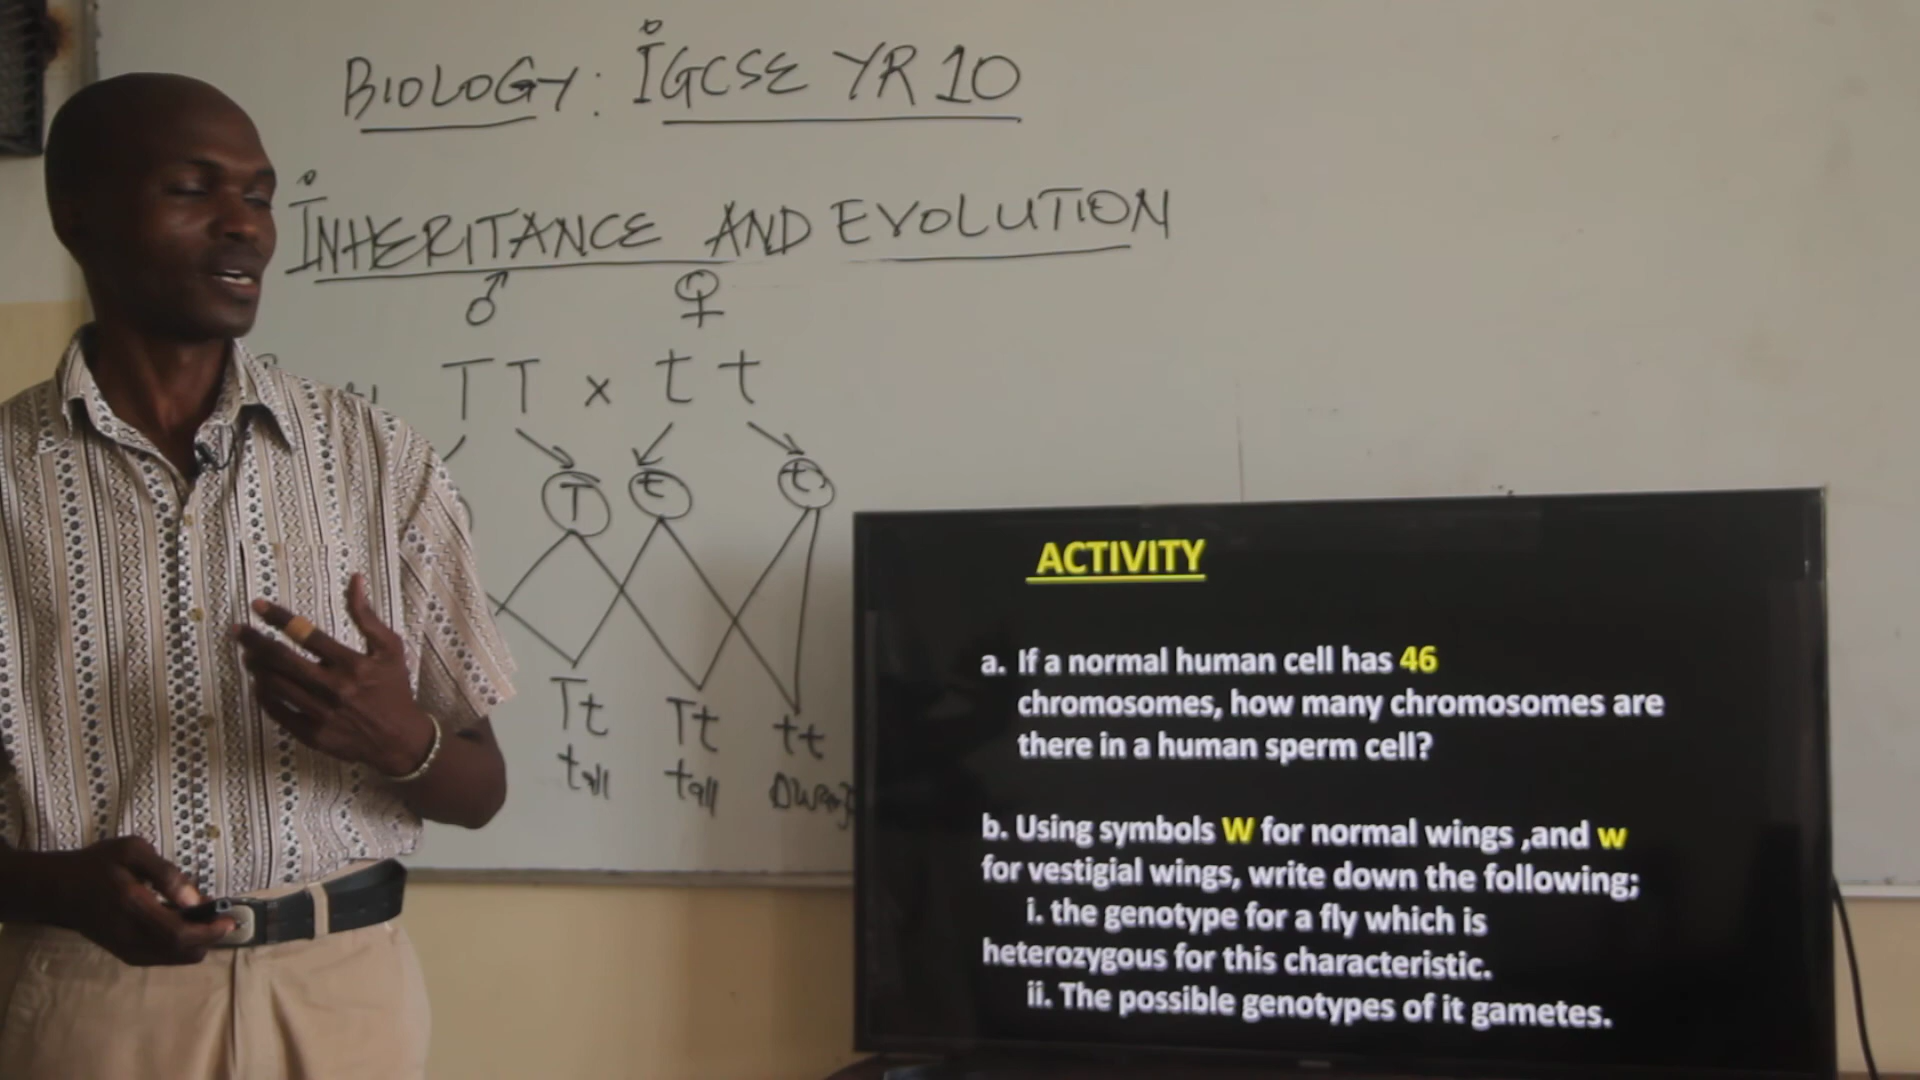 BIOLOGY: IGCSE YR 10
INHERITANCE AND EVOLUTION
♂ ♀
TT x tt
T t t
Tt Tt tt
tall tall
ACTIVITY
a. If a normal human cell has 46
chromosomes, how many chromosomes are
there in a human sperm cell?
b. Using symbols W for normal wings ,and w
for vestigial wings, write down the following;
i. the genotype for a fly which is
heterozygous for this characteristic.
ii. The possible genotypes of it gametes.